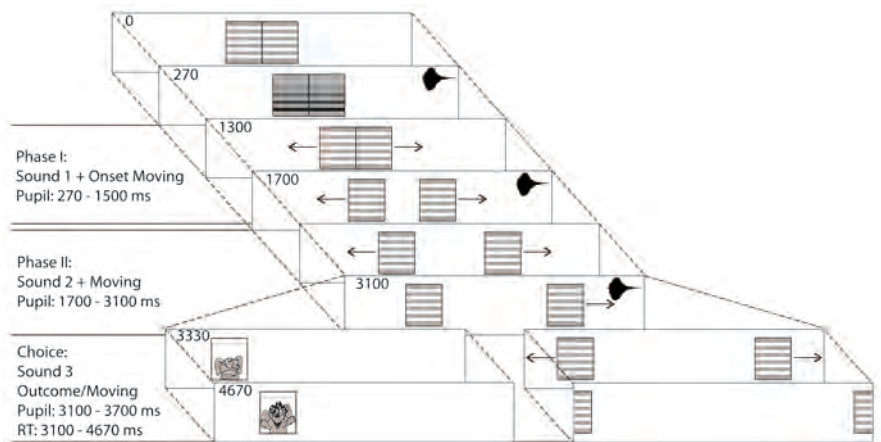 0
270
1300
Phase I:
Sound 1 + Onset Moving
Pupil: 270 - 1500 ms
1700
Phase II:
Sound 2 + Moving
Pupil: 1700 - 3100 ms
3100
3330
Choice:
Sound 3
Outcome/Moving
Pupil: 3100 - 3700 ms
RT: 3100 - 4670 ms
4670